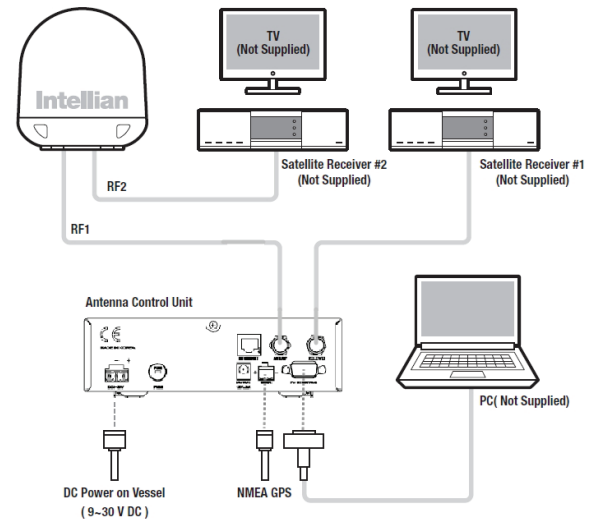 TV
(Not Supplied)
TV
(Not Supplied)
Intellian
Satellite Receiver #2
(Not Supplied)
Satellite Receiver #1
(Not Supplied)
RF2
RF1
Antenna Control Unit
CE
PC( Not Supplied)
DC Power on Vessel
( 9~30 V DC )
NMEA GPS